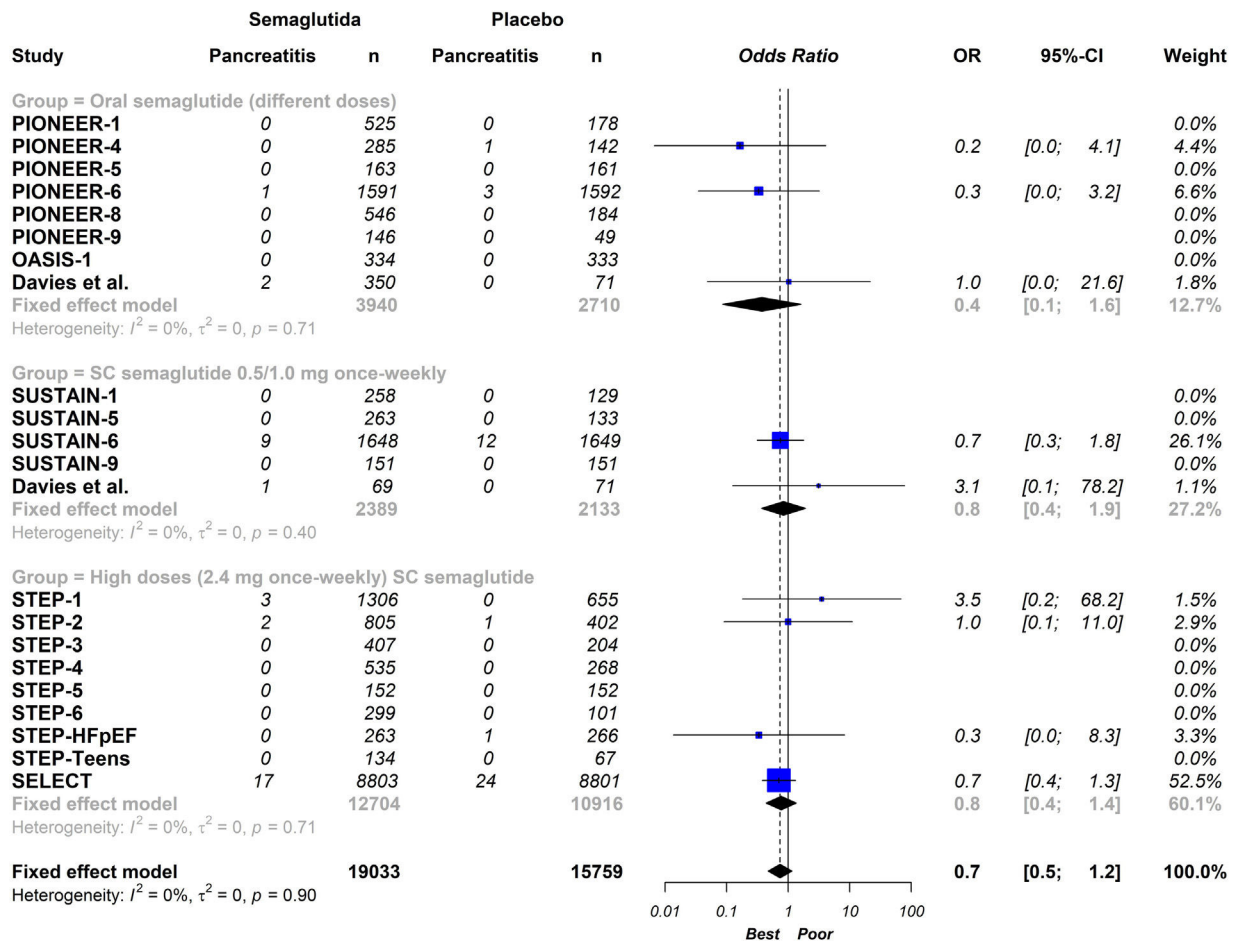 Semaglutida Placebo
Study Pancreatitis n Pancreatitis n Odds Ratio OR 95%-CI Weight
Group = Oral semaglutide (different doses)
PIONEER-1 0 525 0 178 0.0%
PIONEER-4 0 285 1 142 0.2 [0.0; 4.1] 4.4%
PIONEER-5 0 163 0 161 0.0%
PIONEER-6 1 1591 3 1592 0.3 [0.0; 3.2] 6.6%
PIONEER-8 0 546 0 184 0.0%
PIONEER-9 0 146 0 49 0.0%
OASIS-1 0 334 0 333 0.0%
Davies et al. 2 350 0 71 1.0 [0.0; 21.6] 1.8%
Fixed effect model 3940 2710 0.4 [0.1; 1.6] 12.7%
Heterogeneity: I² = 0%, τ² = 0, p = 0.71
Group = SC semaglutide 0.5/1.0 mg once-weekly
SUSTAIN-1 0 258 0 129 0.0%
SUSTAIN-5 0 263 0 133 0.0%
SUSTAIN-6 9 1648 12 1649 0.7 [0.3; 1.8] 26.1%
SUSTAIN-9 0 151 0 151 0.0%
Davies et al. 1 69 0 71 3.1 [0.1; 78.2] 1.1%
Fixed effect model 2389 2133 0.8 [0.4; 1.9] 27.2%
Heterogeneity: I² = 0%, τ² = 0, p = 0.40
Group = High doses (2.4 mg once-weekly) SC semaglutide
STEP-1 3 1306 0 655 3.5 [0.2; 68.2] 1.5%
STEP-2 2 805 1 402 1.0 [0.1; 11.0] 2.9%
STEP-3 0 407 0 204 0.0%
STEP-4 0 535 0 268 0.0%
STEP-5 0 152 0 152 0.0%
STEP-6 0 299 0 101 0.0%
STEP-HFpEF 0 263 1 266 0.3 [0.0; 8.3] 3.3%
STEP-Teens 0 134 0 67 0.0%
SELECT 17 8803 24 8801 0.7 [0.4; 1.3] 52.5%
Fixed effect model 12704 10916 0.8 [0.4; 1.4] 60.1%
Heterogeneity: I² = 0%, τ² = 0, p = 0.71
Fixed effect model 19033 15759 0.7 [0.5; 1.2] 100.0%
Heterogeneity: I² = 0%, τ² = 0, p = 0.90
0.01 0.1 1 10 100
Best Poor